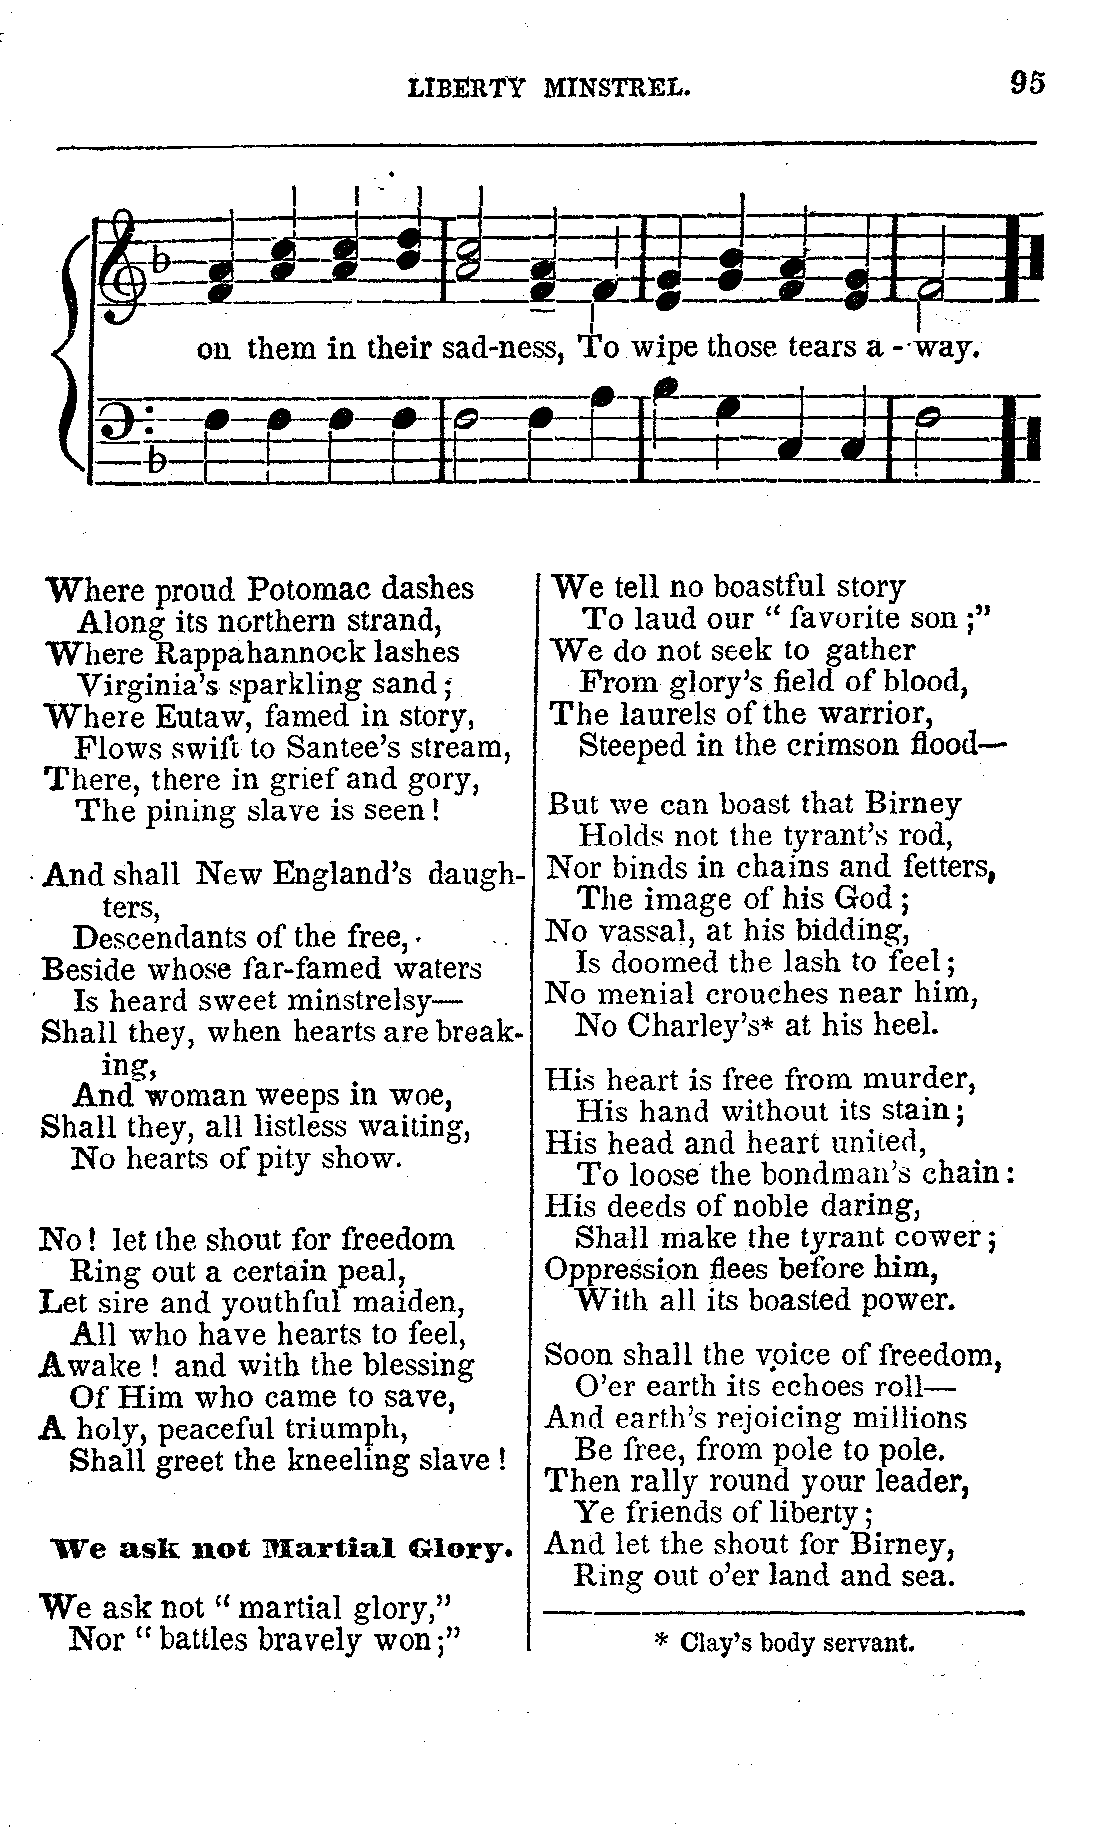 LIBERTY MINSTREL. 95
on them in their sad-ness, To wipe those tears a - way.
Where proud Potomac dashes
Along its northern strand,
Where Rappahannock lashes
Virginia's sparkling sand;
Where Eutaw, famed in story,
Flows swift to Santee's stream,
There, there in grief and gory,
The pining slave is seen!
And shall New England's daugh-
ters,
Descendants of the free,
Beside whose far-famed waters
Is heard sweet minstrelsy—
Shall they, when hearts are break-
ing,
And woman weeps in woe,
Shall they, all listless waiting,
No hearts of pity show.
No! let the shout for freedom
Ring out a certain peal,
Let sire and youthful maiden,
All who have hearts to feel,
Awake! and with the blessing
Of Him who came to save,
A holy, peaceful triumph,
Shall greet the kneeling slave!
We ask not Martial Glory.
We ask not "martial glory,"
Nor "battles bravely won;"
We tell no boastful story
To laud our "favorite son;"
We do not seek to gather
From glory's field of blood,
The laurels of the warrior,
Steeped in the crimson flood—
But we can boast that Birney
Holds not the tyrant's rod,
Nor binds in chains and fetters,
The image of his God;
No vassal, at his bidding,
Is doomed the lash to feel;
No menial crouches near him,
No Charley's* at his heel.
His heart is free from murder,
His hand without its stain;
His head and heart united,
To loose the bondman's chain:
His deeds of noble daring,
Shall make the tyrant cower;
Oppression flees before him,
With all its boasted power.
Soon shall the voice of freedom,
O'er earth its echoes roll—
And earth's rejoicing millions
Be free, from pole to pole.
Then rally round your leader,
Ye friends of liberty;
And let the shout for Birney,
Ring out o'er land and sea.
* Clay's body servant.